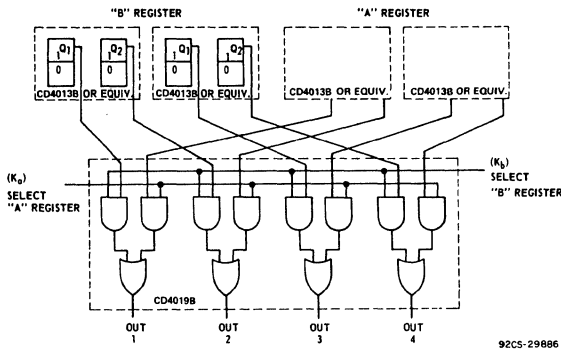 "B" REGISTER
"A" REGISTER
1 Q1
0
1 Q2
0
1 Q1
0
1 Q2
0
CD4013B OR EQUIV.
CD4013B OR EQUIV.
CD4013B OR EQUIV.
CD4013B OR EQUIV.
(Ka)
SELECT
"A" REGISTER
(Kb)
SELECT
"B" REGISTER
CD4019B
OUT
1
OUT
2
OUT
3
OUT
4
92CS-29886